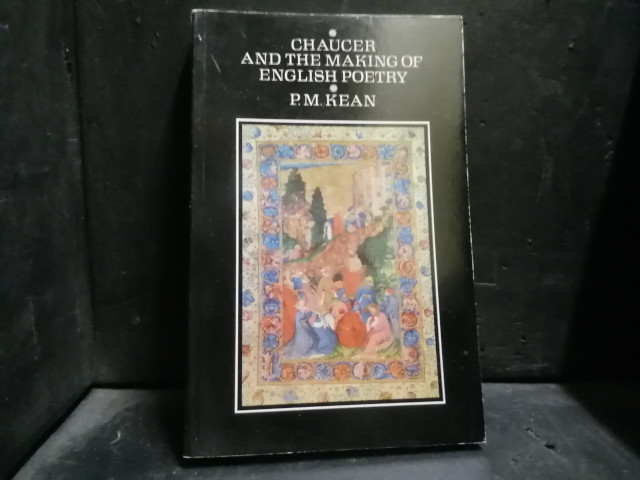 CHAUCER
AND THE MAKING OF
ENGLISH POETRY
P. M. KEAN